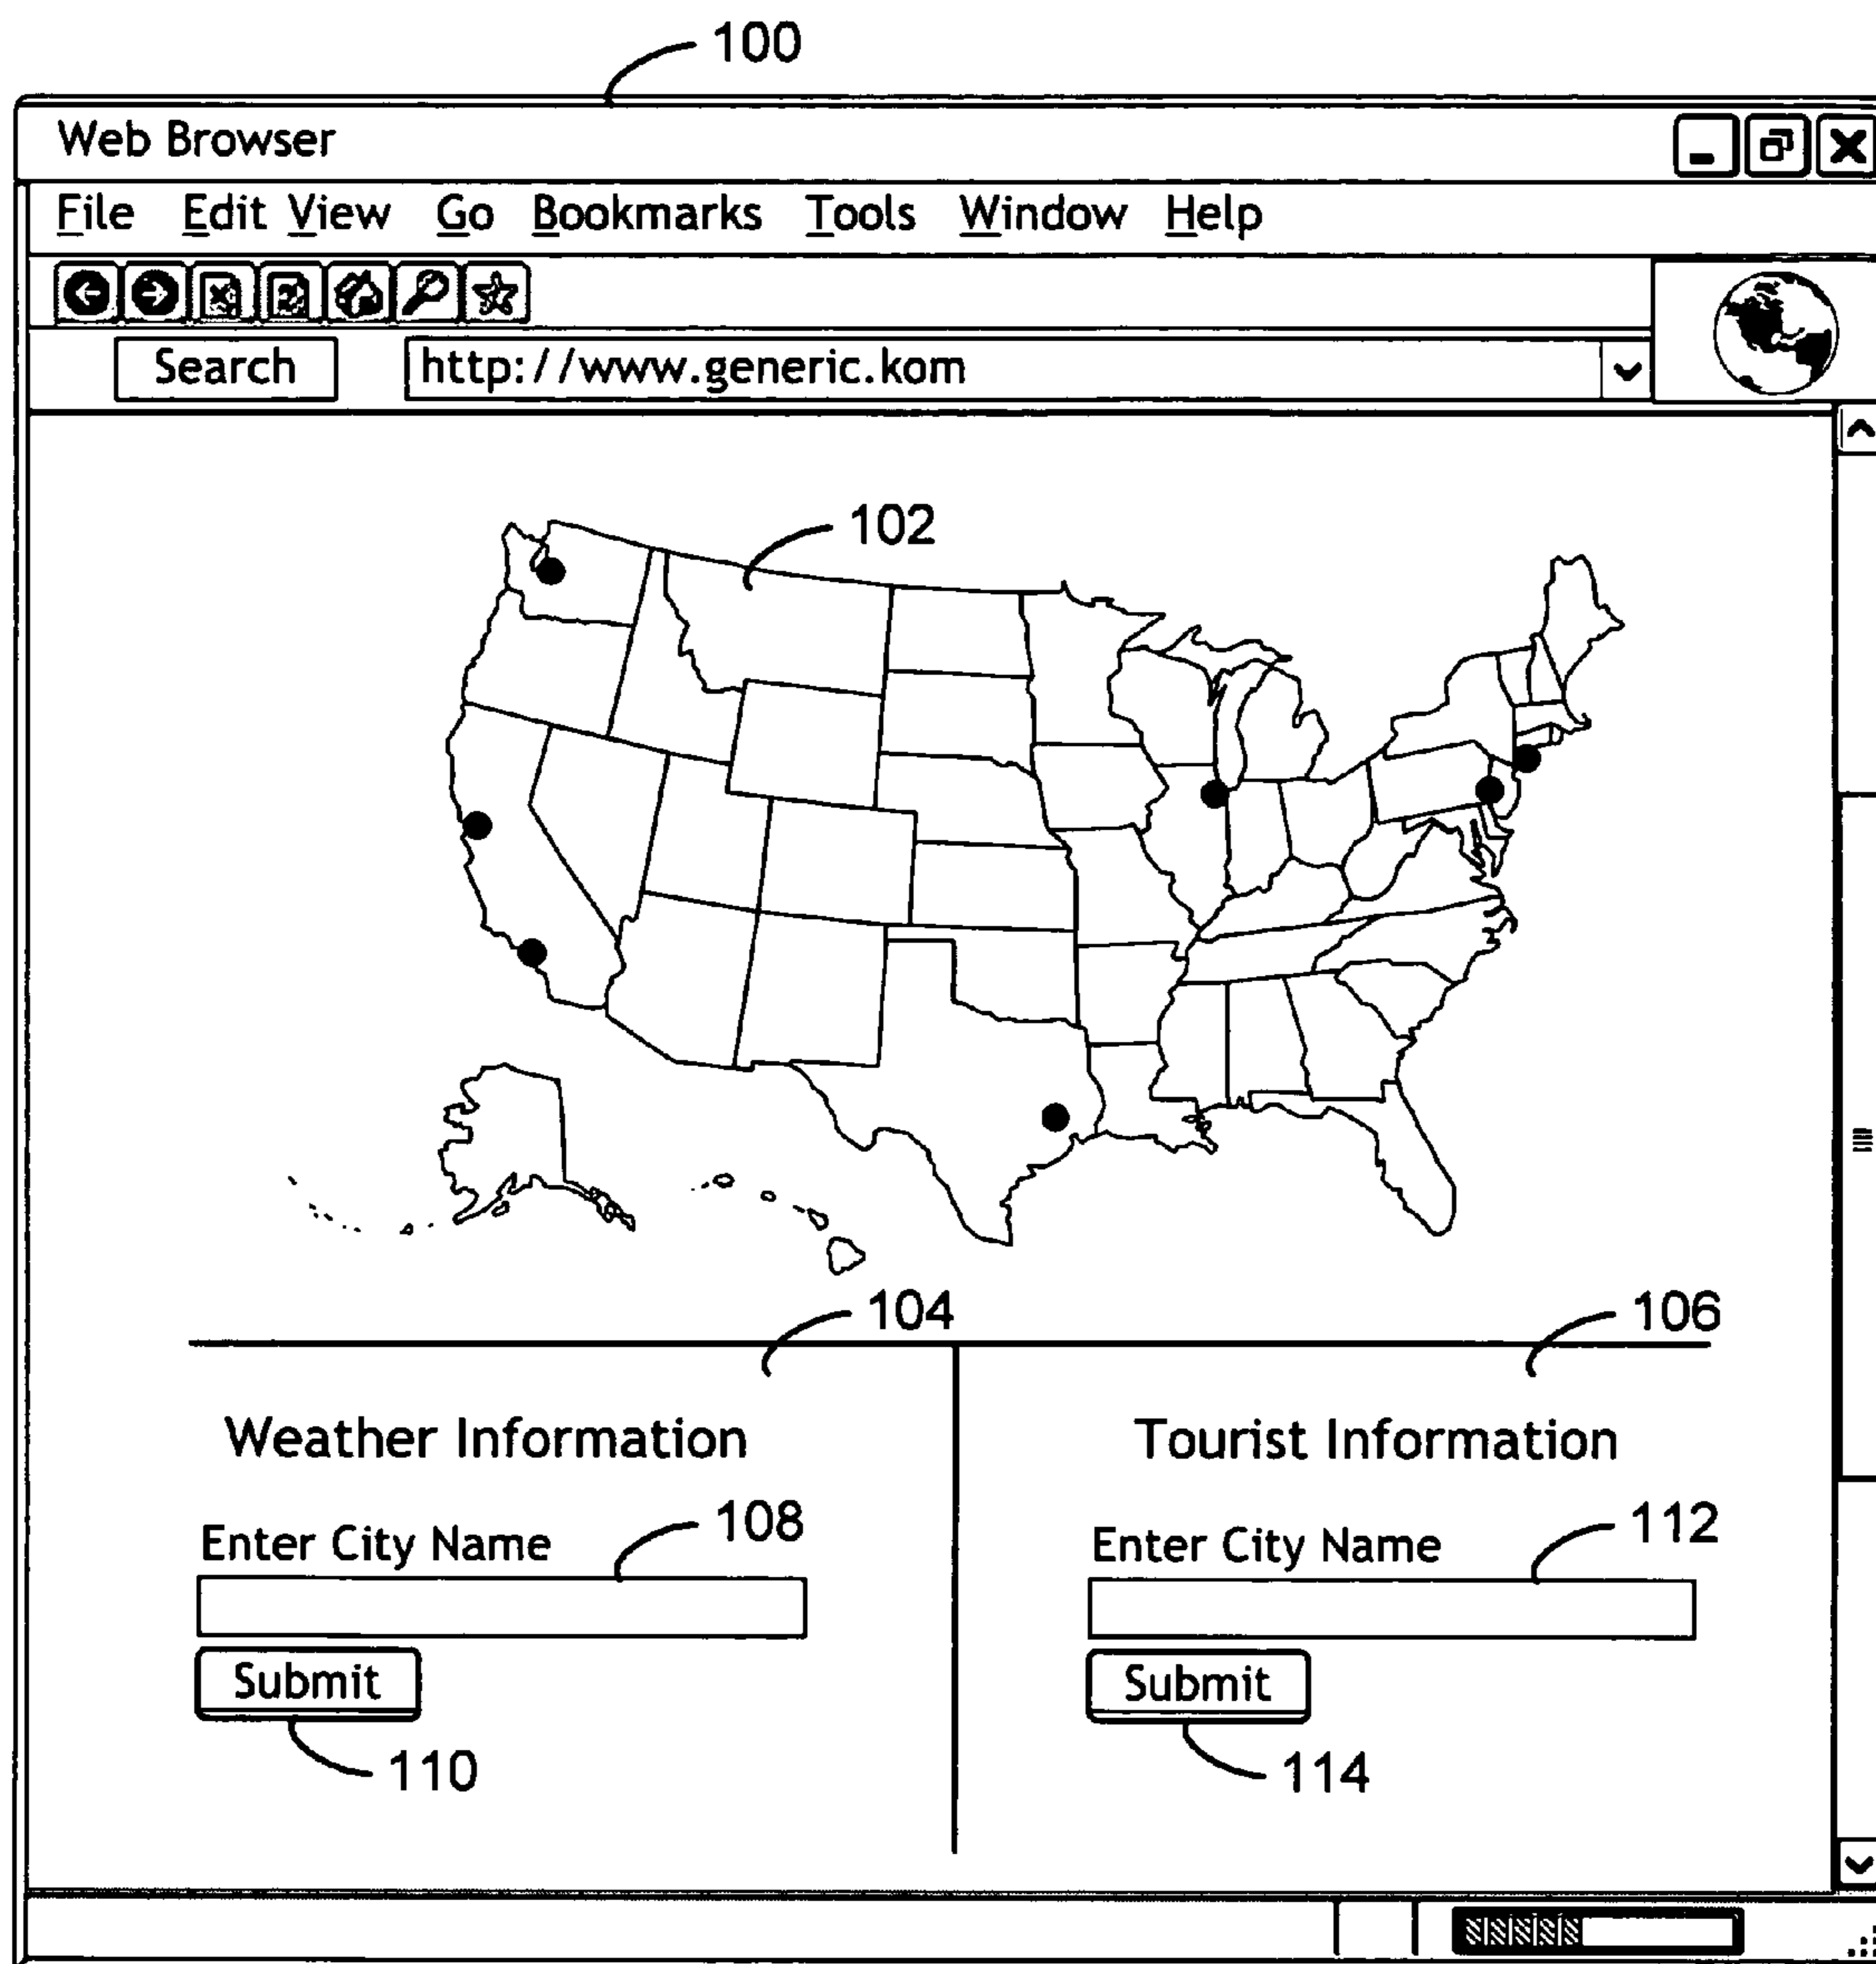 100
Web Browser
File Edit View Go Bookmarks Tools Window Help
Search http://www.generic.kom
102
104 106
Weather Information Tourist Information
108 112
Enter City Name Enter City Name
Submit Submit
110 114